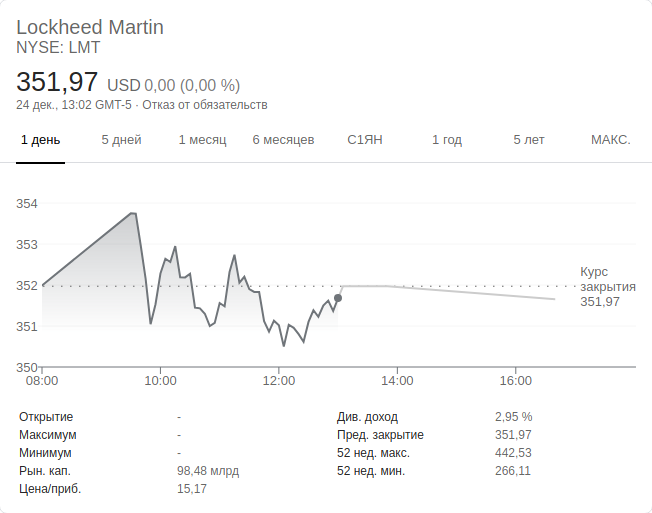 Lockheed Martin
NYSE: LMT
351,97 USD 0,00 (0,00 %)
24 дек., 13:02 GMT-5 · Отказ от обязательств
1 день 5 дней 1 месяц 6 месяцев С1ЯН 1 год 5 лет МАКС.
354
353
352
351
350
Курс
закрытия
351,97
08:00 10:00 12:00 14:00 16:00
Открытие - Див. доход 2,95 %
Максимум - Пред. закрытие 351,97
Минимум - 52 нед. макс. 442,53
Рын. кап. 98,48 млрд 52 нед. мин. 266,11
Цена/приб. 15,17